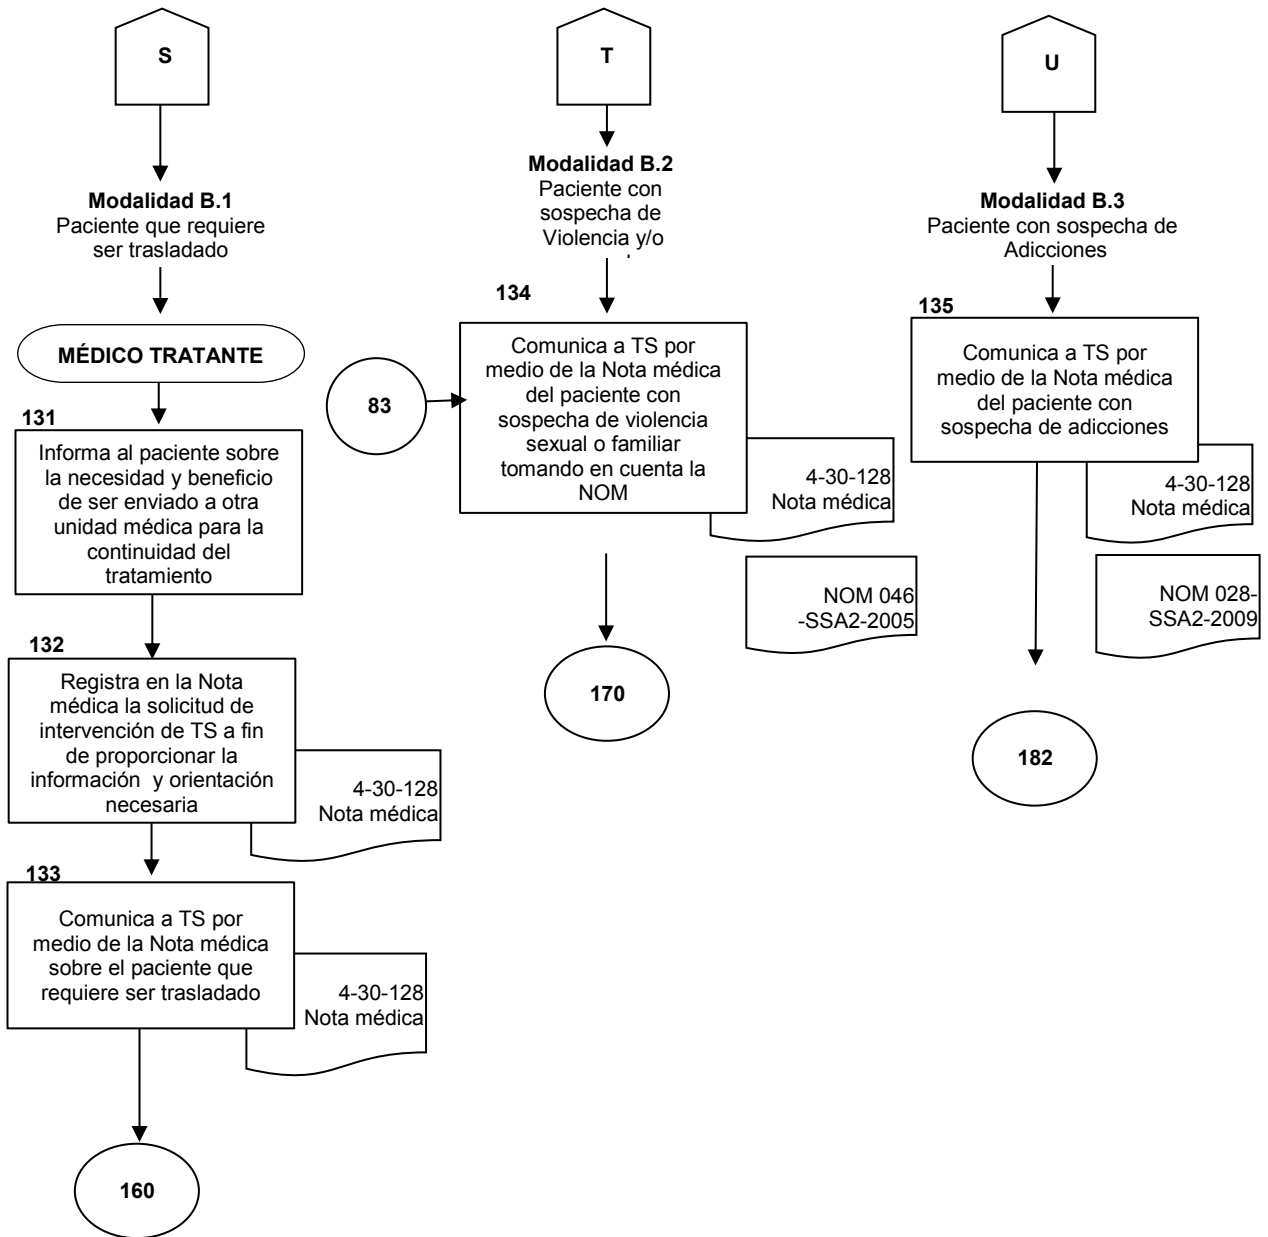 S
Modalidad B.1
Paciente que requiere
ser trasladado
MÉDICO TRATANTE
131
Informa al paciente sobre
la necesidad y beneficio
de ser enviado a otra
unidad médica para la
continuidad del
tratamiento
132
Registra en la Nota
médica la solicitud de
intervención de TS a fin
de proporcionar la
información y orientación
necesaria
4-30-128
Nota médica
133
Comunica a TS por
medio de la Nota médica
sobre el paciente que
requiere ser trasladado
4-30-128
Nota médica
160
T
Modalidad B.2
Paciente con
sospecha de
Violencia y/o
134
83
Comunica a TS por
medio de la Nota médica
del paciente con
sospecha de violencia
sexual o familiar
tomando en cuenta la
NOM
4-30-128
Nota médica
NOM 046
-SSA2-2005
170
U
Modalidad B.3
Paciente con sospecha de
Adicciones
135
Comunica a TS por
medio de la Nota médica
del paciente con
sospecha de adicciones
4-30-128
Nota médica
NOM 028-
SSA2-2009
182